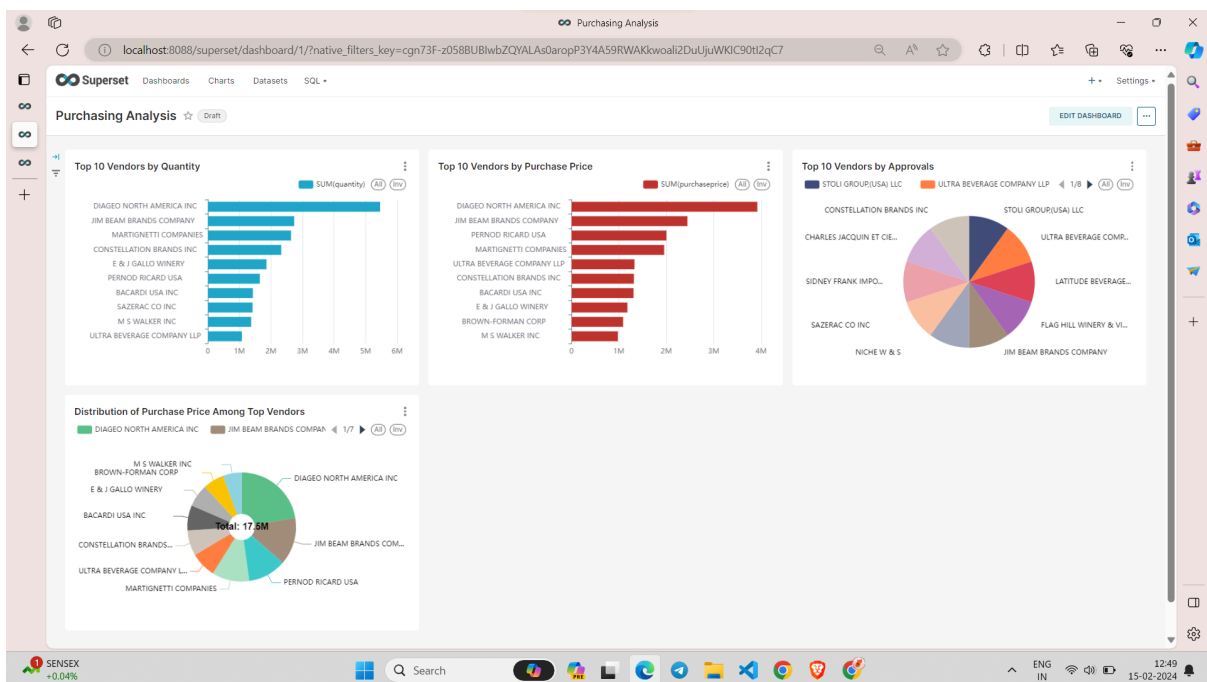 Purchasing Analysis
localhost:8088/superset/dashboard/1/?native_filters_key=cgn73F-z058BUBIwbZQYALAs0aropP3Y4A59RWAKkwoali2DuUjuWKIC90tI2qC7
Superset Dashboards Charts Datasets SQL
+ Settings
Purchasing Analysis Draft
EDIT DASHBOARD ...
Top 10 Vendors by Quantity
SUM(quantity) All Inv
DIAGEO NORTH AMERICA INC
JIM BEAM BRANDS COMPANY
MARTIGNETTI COMPANIES
CONSTELLATION BRANDS INC
E & J GALLO WINERY
PERNOD RICARD USA
BACARDI USA INC
SAZERAC CO INC
M S WALKER INC
ULTRA BEVERAGE COMPANY LLP
0 1M 2M 3M 4M 5M 6M
Top 10 Vendors by Purchase Price
SUM(purchaseprice) All Inv
DIAGEO NORTH AMERICA INC
JIM BEAM BRANDS COMPANY
PERNOD RICARD USA
MARTIGNETTI COMPANIES
ULTRA BEVERAGE COMPANY LLP
CONSTELLATION BRANDS INC
BACARDI USA INC
E & J GALLO WINERY
BROWN-FORMAN CORP
M S WALKER INC
0 1M 2M 3M 4M
Top 10 Vendors by Approvals
STOLI GROUP,(USA) LLC ULTRA BEVERAGE COMPANY LLP 1/8 All Inv
CONSTELLATION BRANDS INC STOLI GROUP,(USA) LLC
CHARLES JACQUIN ET CIE... ULTRA BEVERAGE COMP...
SIDNEY FRANK IMPO... LATITUDE BEVERAGE...
SAZERAC CO INC FLAG HILL WINERY & VI...
NICHE W & S JIM BEAM BRANDS COMPANY
Distribution of Purchase Price Among Top Vendors
DIAGEO NORTH AMERICA INC JIM BEAM BRANDS COMPAN 1/7 All Inv
M S WALKER INC
BROWN-FORMAN CORP
DIAGEO NORTH AMERICA INC
E & J GALLO WINERY
BACARDI USA INC
Total: 17.5M
CONSTELLATION BRANDS... JIM BEAM BRANDS COM...
ULTRA BEVERAGE COMPANY L...
PERNOD RICARD USA
MARTIGNETTI COMPANIES
1 SENSEX
+0.04%
Search
PRE
ENG
IN
12:49
15-02-2024